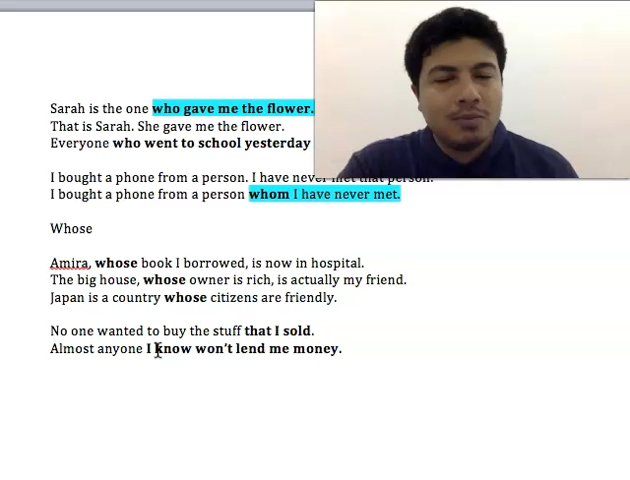 Sarah is the one who gave me the flower.
That is Sarah. She gave me the flower.
Everyone who went to school yesterday
I bought a phone from a person. I have never met that person.
I bought a phone from a person whom I have never met.
Whose
Amira, whose book I borrowed, is now in hospital.
The big house, whose owner is rich, is actually my friend.
Japan is a country whose citizens are friendly.
No one wanted to buy the stuff that I sold.
Almost anyone I know won't lend me money.